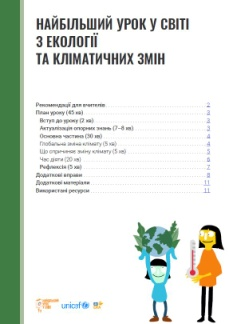 НАЙБІЛЬШИЙ УРОК У СВІТІ
З ЕКОЛОГІЇ
ТА КЛІМАТИЧНИХ ЗМІН
Рекомендації для вчителів 2
План уроку (45 хв) 3
Вступ до уроку (2 хв) 3
Актуалізація опорних знань (7–8 хв) 3
Основна частина (30 хв) 4
Глобальна зміна клімату (5 хв) 4
Що спричиняє зміну клімату (5 хв) 5
Час діяти (20 хв) 6
Рефлексія (5 хв) 7
Додаткові вправи 8
Додаткові матеріали 11
Використані ресурси 11
unicef